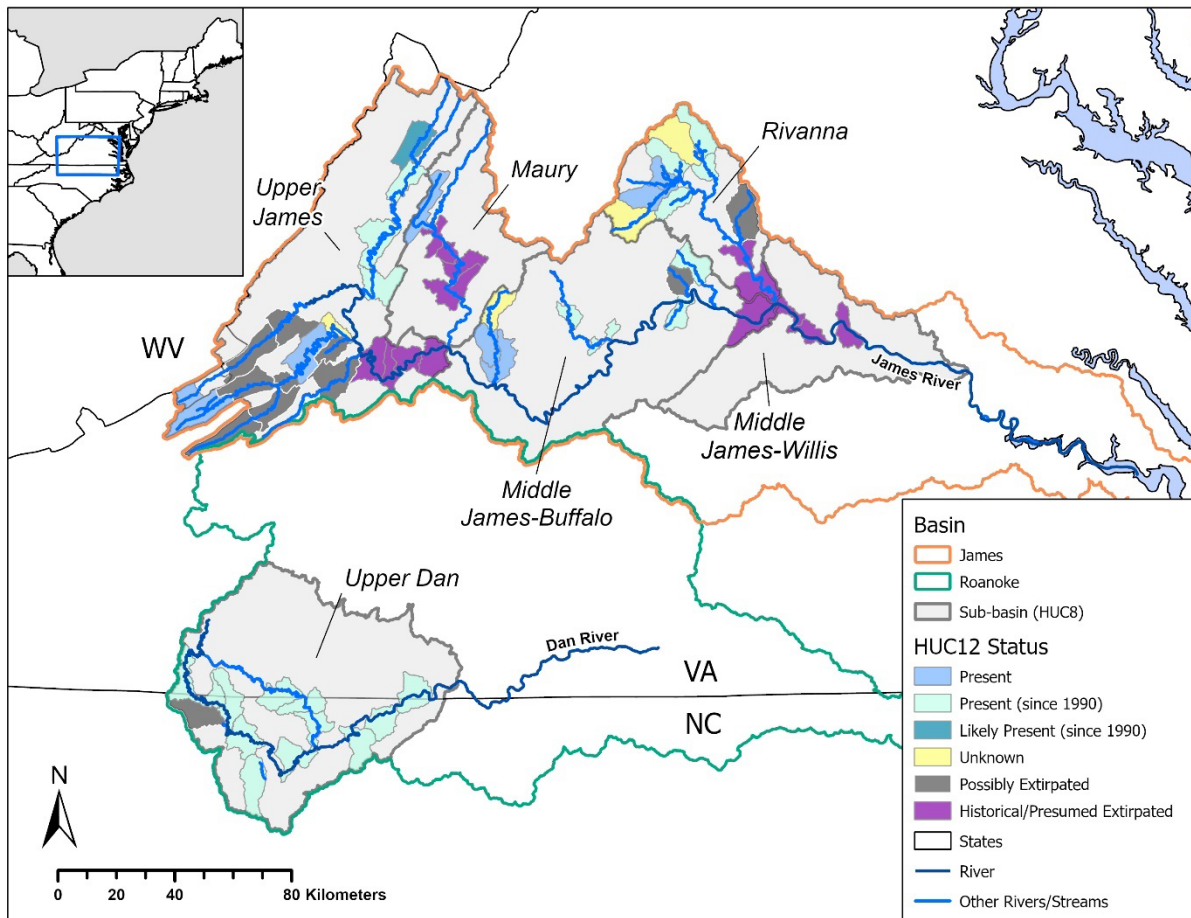 Rivanna
Maury
Upper
James
WV
James River
Middle
James-Willis
Middle
James-Buffalo
Upper Dan
Dan River
VA
NC
N
0 20 40 80 Kilometers
Basin
James
Roanoke
Sub-basin (HUC8)
HUC12 Status
Present
Present (since 1990)
Likely Present (since 1990)
Unknown
Possibly Extirpated
Historical/Presumed Extirpated
States
River
Other Rivers/Streams